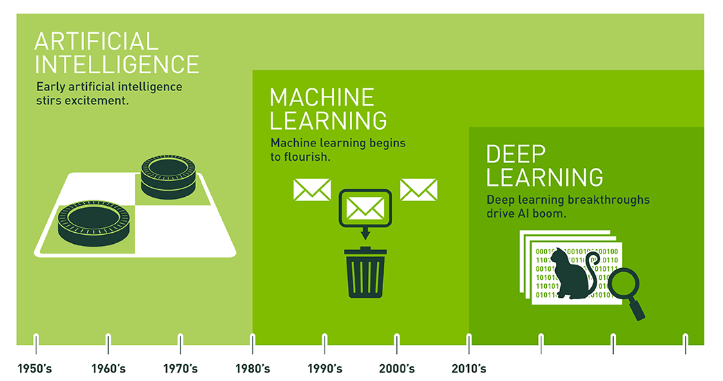 ARTIFICIAL
INTELLIGENCE
Early artificial intelligence
stirs excitement.
MACHINE
LEARNING
Machine learning begins
to flourish.
DEEP
LEARNING
Deep learning breakthroughs
drive AI boom.
1950's
1960's
1970's
1980's
1990's
2000's
2010's